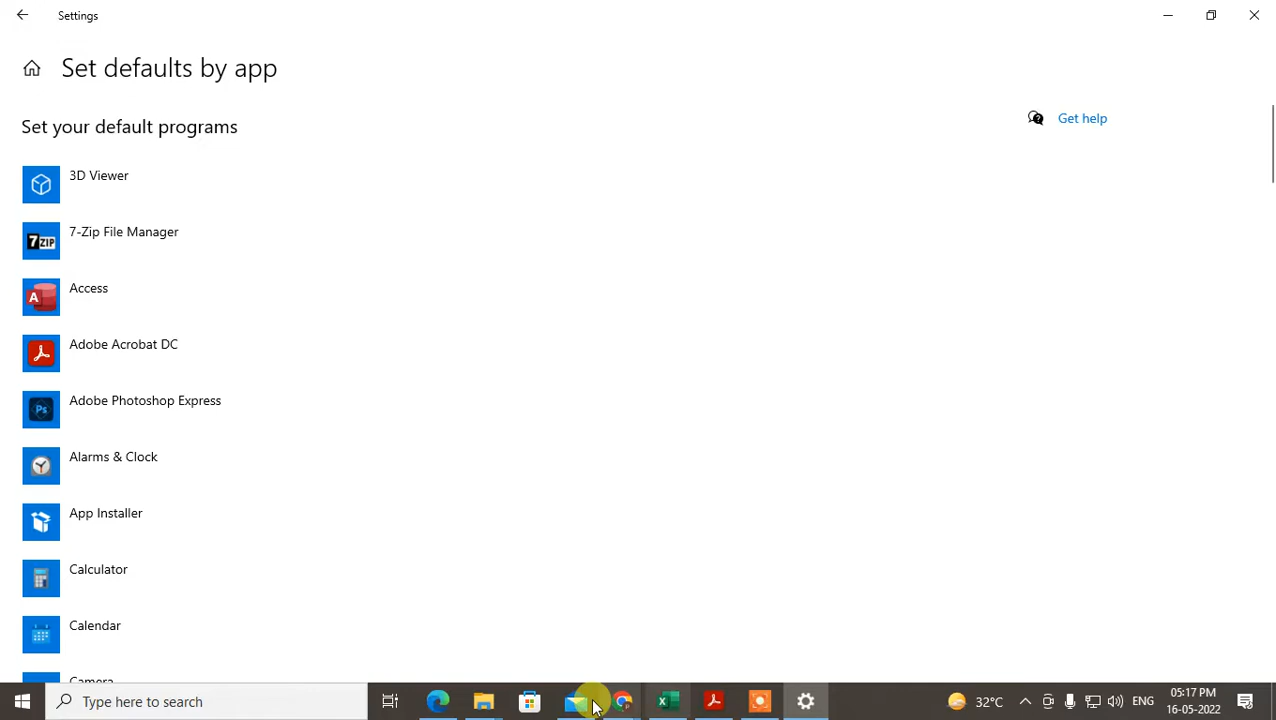 Settings
Set defaults by app
Set your default programs
Get help
3D Viewer
7-Zip File Manager
Access
Adobe Acrobat DC
Adobe Photoshop Express
Alarms & Clock
App Installer
Calculator
Calendar
Camera
Type here to search
32°C
ENG
05:17 PM
16-05-2022